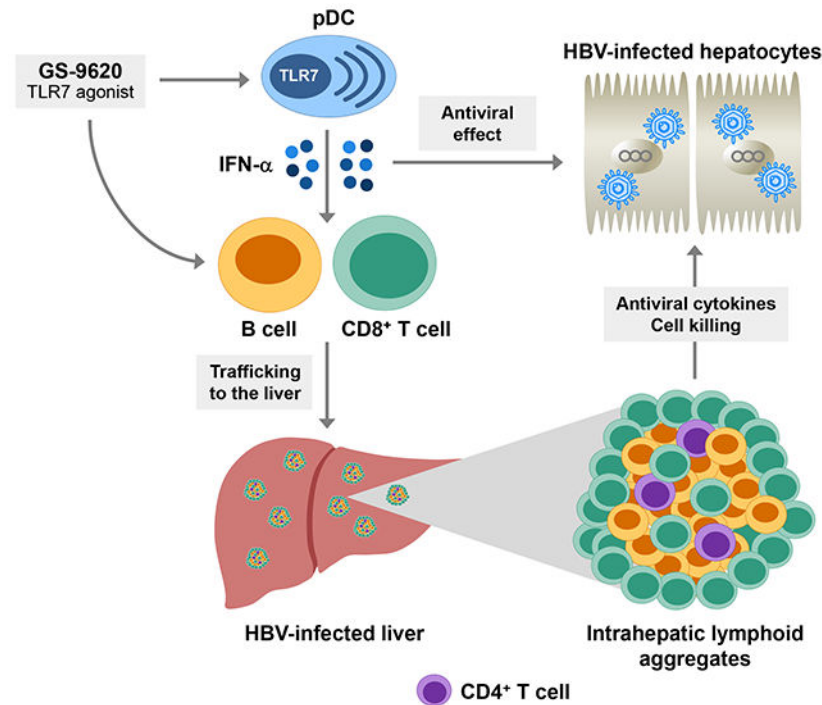 pDC
GS-9620
TLR7 agonist
TLR7
HBV-infected hepatocytes
Antiviral
effect
IFN-α
B cell
CD8⁺ T cell
Trafficking
to the liver
Antiviral cytokines
Cell killing
HBV-infected liver
Intrahepatic lymphoid
aggregates
CD4⁺ T cell